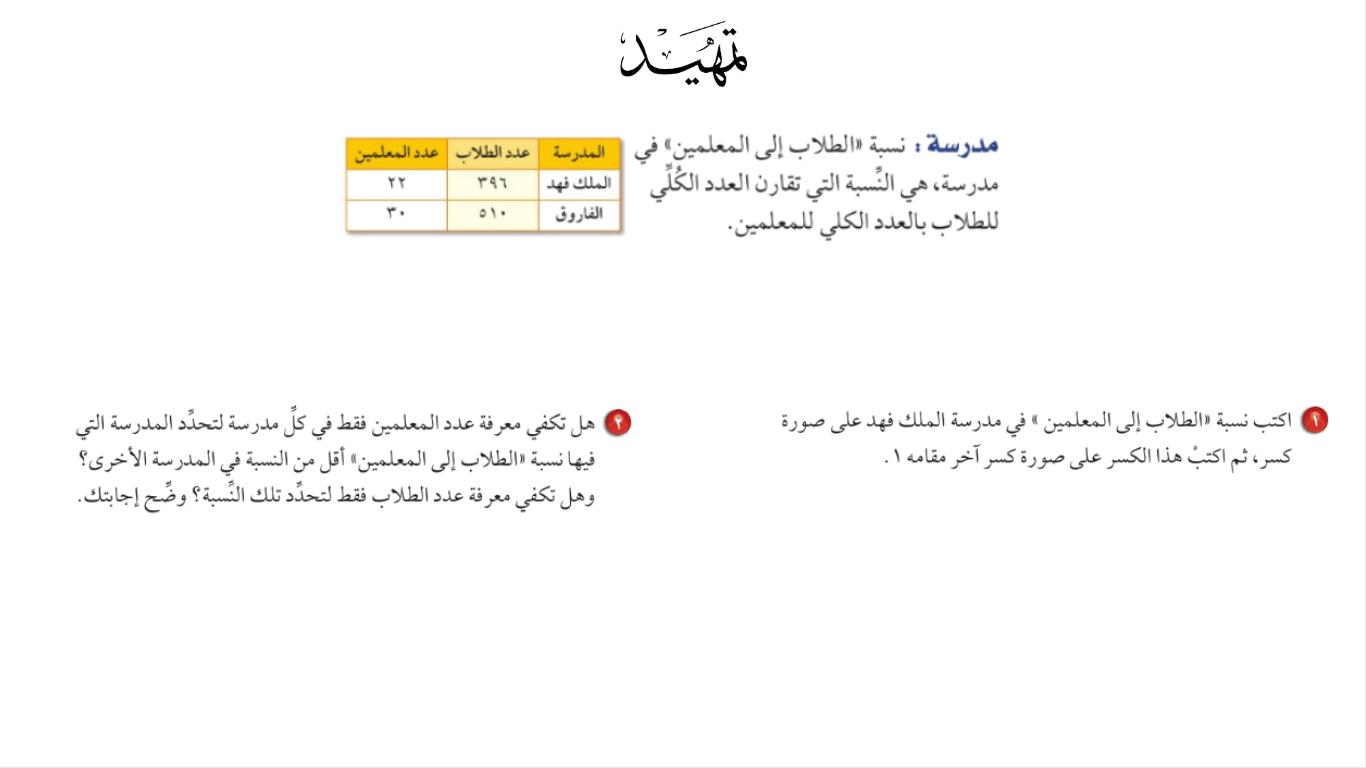 تمهيد
مدرسة : نسبة «الطلاب إلى المعلمين» في
مدرسة، هي النِّسبة التي تقارن العدد الكُلِّي
للطلاب بالعدد الكلي للمعلمين.
المدرسة عدد الطلاب عدد المعلمين
الملك فهد ٣٩٦ ٢٢
الفاروق ٥١٠ ٣٠
١ اكتب نسبة «الطلاب إلى المعلمين » في مدرسة الملك فهد على صورة
كسر، ثم اكتبْ هذا الكسر على صورة كسر آخر مقامه ١.
٢ هل تكفي معرفة عدد المعلمين فقط في كلِّ مدرسة لتحدِّد المدرسة التي
فيها نسبة «الطلاب إلى المعلمين» أقل من النسبة في المدرسة الأخرى؟
وهل تكفي معرفة عدد الطلاب فقط لتحدِّد تلك النِّسبة؟ وضِّح إجابتك.